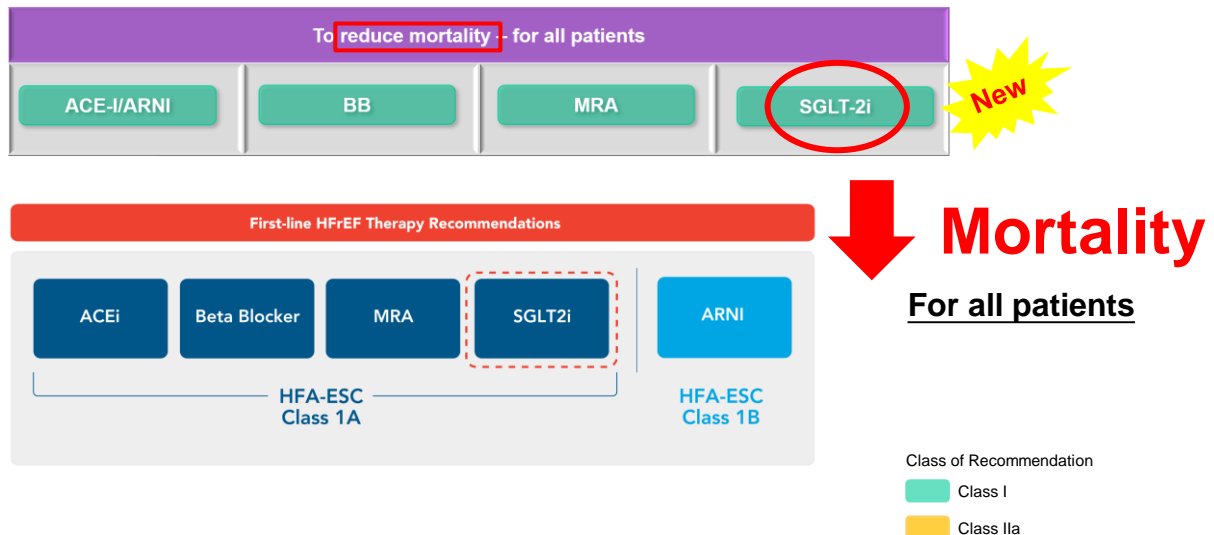 To reduce mortality – for all patients
ACE-I/ARNI
BB
MRA
SGLT-2i
New
First-line HFrEF Therapy Recommendations
Mortality
For all patients
ACEi
Beta Blocker
MRA
SGLT2i
ARNI
HFA-ESC
Class 1A
HFA-ESC
Class 1B
Class of Recommendation
Class I
Class IIa